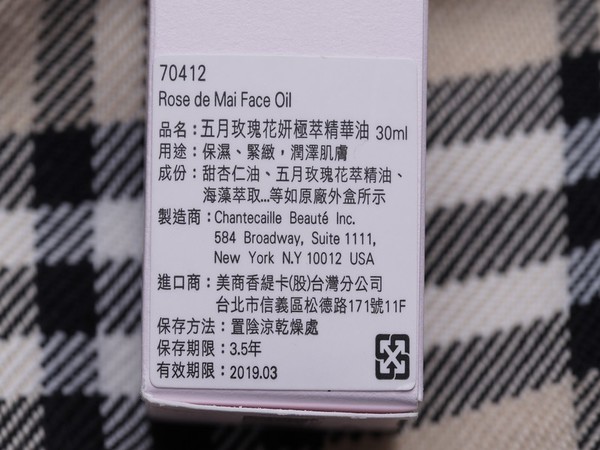 70412
Rose de Mai Face Oil
品名：五月玫瑰花妍極萃精華油 30ml
用途：保濕、緊緻，潤澤肌膚
成份：甜杏仁油、五月玫瑰花萃精油、
海藻萃取...等如原廠外盒所示
製造商：Chantecaille Beauté Inc.
584 Broadway, Suite 1111,
New York N.Y 10012 USA
進口商：美商香緹卡(股)台灣分公司
台北市信義區松德路171號11F
保存方法：置陰涼乾燥處
保存期限：3.5年
有效期限：2019.03